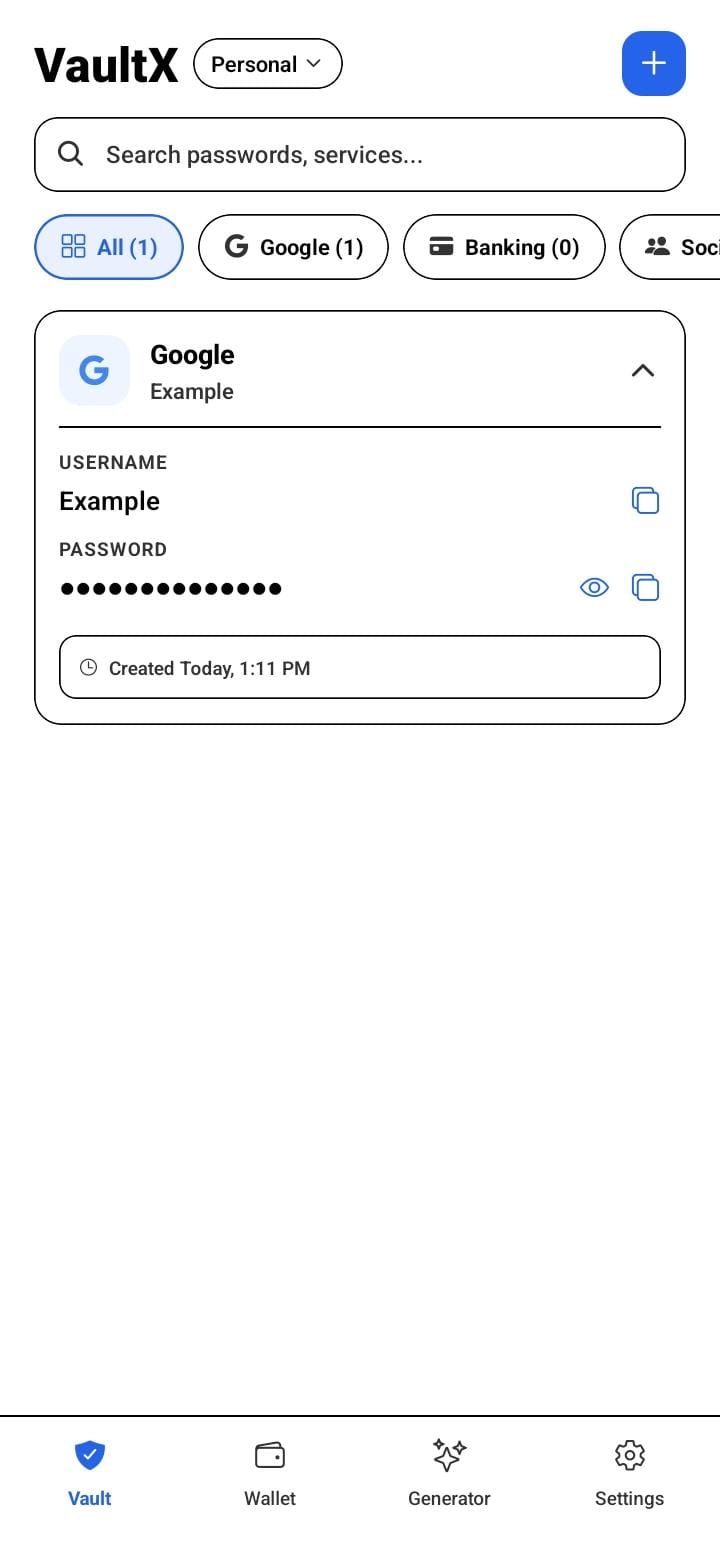 VaultX
Personal
Search passwords, services...
All (1)
Google (1)
Banking (0)
Soci
Google
Example
USERNAME
Example
PASSWORD
●●●●●●●●●●●●●●
Created Today, 1:11 PM
Vault
Wallet
Generator
Settings